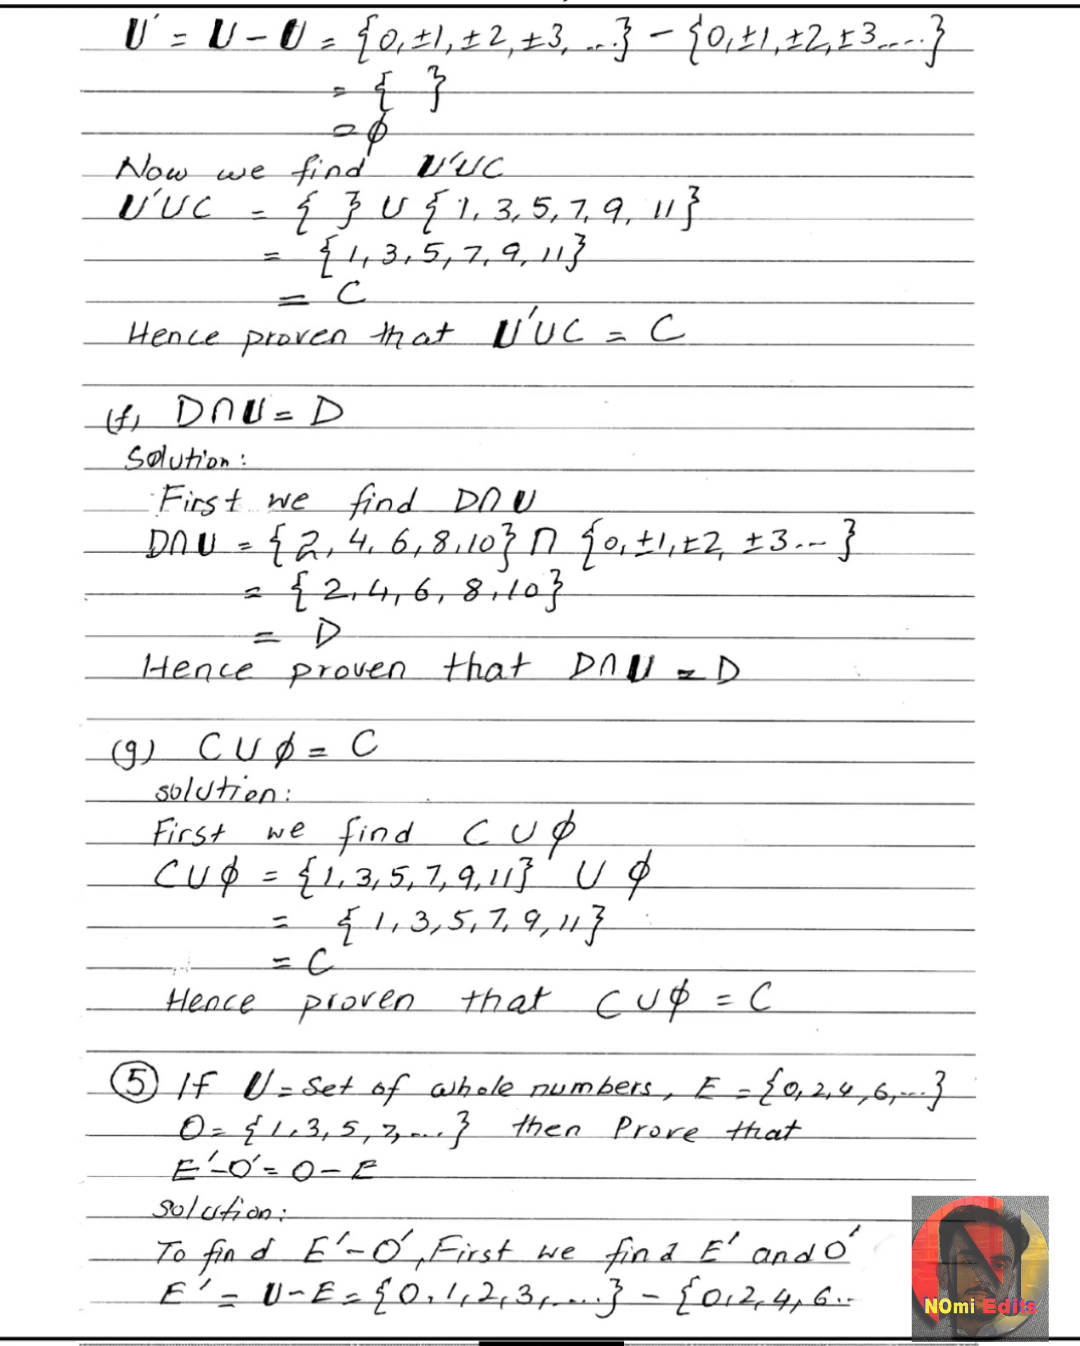 U' = U - U = {0, ±1, ±2, ±3, ...} - {0, ±1, ±2, ±3....}
= { }
= φ
Now we find U'UC
U'UC = { } U {1, 3, 5, 7, 9, 11}
= {1, 3, 5, 7, 9, 11}
= C
Hence proven that U'UC = C
(f) D∩U = D
Solution:
First we find D∩U
D∩U = {2, 4, 6, 8, 10} ∩ {0, ±1, ±2, ±3...}
= {2, 4, 6, 8, 10}
= D
Hence proven that D∩U = D
(g) C U φ = C
solution:
First we find C U φ
C U φ = {1, 3, 5, 7, 9, 11} U φ
= {1, 3, 5, 7, 9, 11}
= C
Hence proven that C U φ = C
(5) If U = Set of whole numbers, E = {0, 2, 4, 6, ...}
O = {1, 3, 5, 7, ...} then Prove that
E'-O' = O - E
solution:
To find E'-O', First we find E' and O'
E' = U - E = {0, 1, 2, 3, ....} - {0, 2, 4, 6..
NOmi Edits